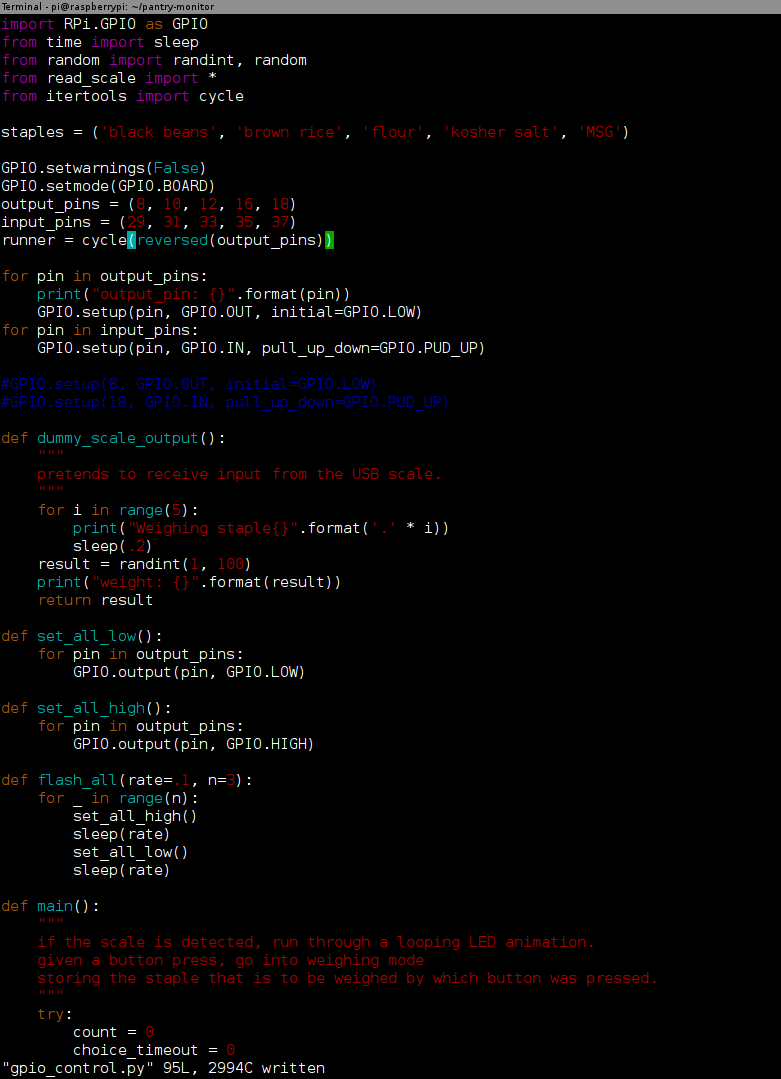 Terminal - pi@raspberrypi: ~/pantry-monitor
import RPi.GPIO as GPIO
from time import sleep
from random import randint, random
from read_scale import *
from itertools import cycle

staples = ('black beans', 'brown rice', 'flour', 'kosher salt', 'MSG')

GPIO.setwarnings(False)
GPIO.setmode(GPIO.BOARD)
output_pins = (8, 10, 12, 16, 18)
input_pins = (29, 31, 33, 35, 37)
runner = cycle(reversed(output_pins))

for pin in output_pins:
    print("output_pin: {}".format(pin))
    GPIO.setup(pin, GPIO.OUT, initial=GPIO.LOW)
for pin in input_pins:
    GPIO.setup(pin, GPIO.IN, pull_up_down=GPIO.PUD_UP)

#GPIO.setup(8, GPIO.OUT, initial=GPIO.LOW)
#GPIO.setup(18, GPIO.IN, pull_up_down=GPIO.PUD_UP)

def dummy_scale_output():
    """
    pretends to receive input from the USB scale.
    """
    for i in range(5):
        print("Weighing staple{}".format('.' * i))
        sleep(.2)
    result = randint(1, 100)
    print("weight: {}".format(result))
    return result

def set_all_low():
    for pin in output_pins:
        GPIO.output(pin, GPIO.LOW)

def set_all_high():
    for pin in output_pins:
        GPIO.output(pin, GPIO.HIGH)

def flash_all(rate=.1, n=3):
    for _ in range(n):
        set_all_high()
        sleep(rate)
        set_all_low()
        sleep(rate)

def main():
    """
    if the scale is detected, run through a looping LED animation.
    given a button press, go into weighing mode
    storing the staple that is to be weighed by which button was pressed.
    """
    try:
        count = 0
        choice_timeout = 0
"gpio_control.py" 95L, 2994C written